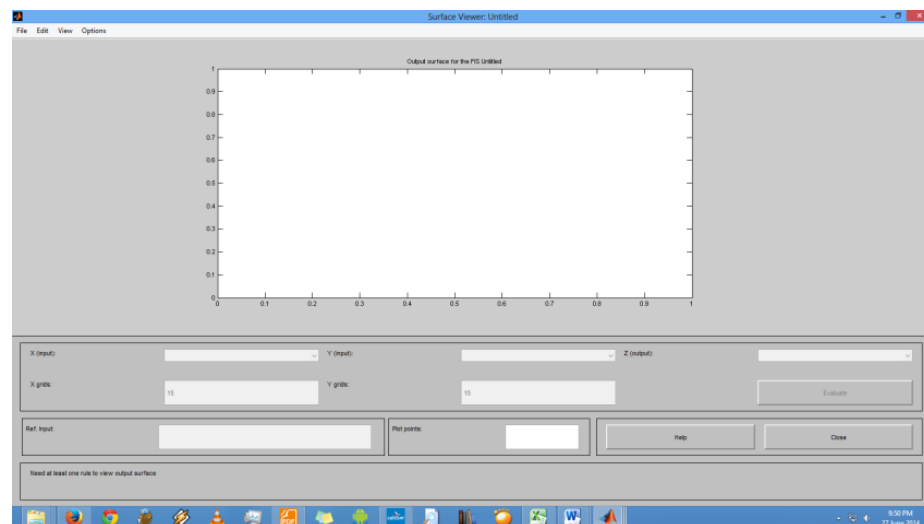 Surface Viewer: Untitled
File Edit View Options
Output surface for the FIS Untitled
1
0.9
0.8
0.7
0.6
0.5
0.4
0.3
0.2
0.1
0
0 0.1 0.2 0.3 0.4 0.5 0.6 0.7 0.8 0.9 1
X (input): Y (input): Z (output):
X grids: 15 Y grids: 15 Evaluate
Ref. Input: Plot points: Help Close
Need at least one rule to view output surface
9:50 PM